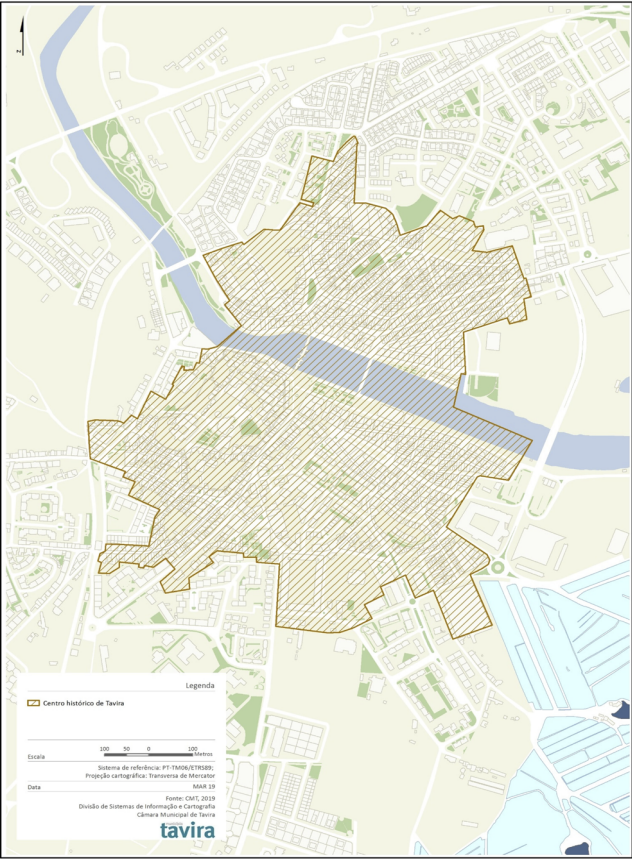 N
Legenda
Centro histórico de Tavira
100 50 0 100
Metros
Escala
Sistema de referência: PT-TM06/ETRS89;
Projeção cartográfica: Transversa de Mercator
Data MAR 19
Fonte: CMT, 2019
Divisão de Sistemas de Informação e Cartografia
Câmara Municipal de Tavira
tavira